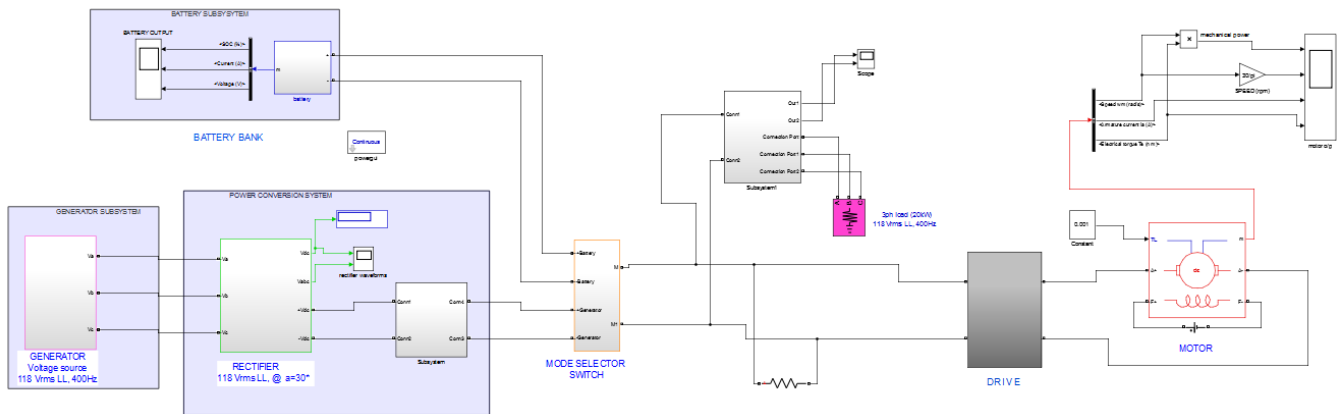 BATTERY SUBSYSYTEM
BATTERY OUTPUT
<SOC (%)>
<Current (A)>
<Voltage (V)>
m
+
-
battery
BATTERY BANK
Continuous
powergui
GENERATOR SUBSYSTEM
Va
Vb
Vc
GENERATOR
Voltage source
118 Vrms LL, 400Hz
POWER CONVERSION SYSTEM
Va
Vb
Vc
Vdc
Vabc
+Vdc
-Vdc
rectifier waveforms
RECTIFIER
118 Vrms LL, @ a=30°
Conn1
Conn2
Conn4
Conn3
Subsystem
+Battery
-Battery
+Generator
-Generator
M
M1
MODE SELECTOR
SWITCH
Conn1
Conn2
Out1
Out2
Connection Port
Connection Port1
Connection Port2
Subsystem1
Scope
A
B
C
3ph load (20kW)
118 Vrms LL, 400Hz
DRIVE
mechanical power
×
30/pi
SPEED (rpm)
<Speed wm (rad/s)>
<Armature current ia (A)>
<Electrical torque Te (n m)>
motor o/p
0.001
Constant
TL
m
A+
A-
dc
F+
F-
MOTOR